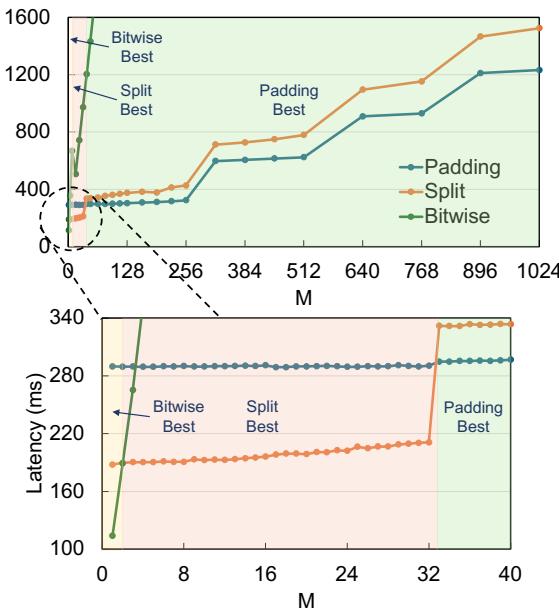 1600
Bitwise
Best
1200
Split
Best
Padding
Best
800
Padding
Split
Bitwise
400
0
0 128 256 384 512 640 768 896 1024
M
340
280
Bitwise
Best
Split
Best
Padding
Best
220
160
100
Latency (ms)
0 8 16 24 32 40
M